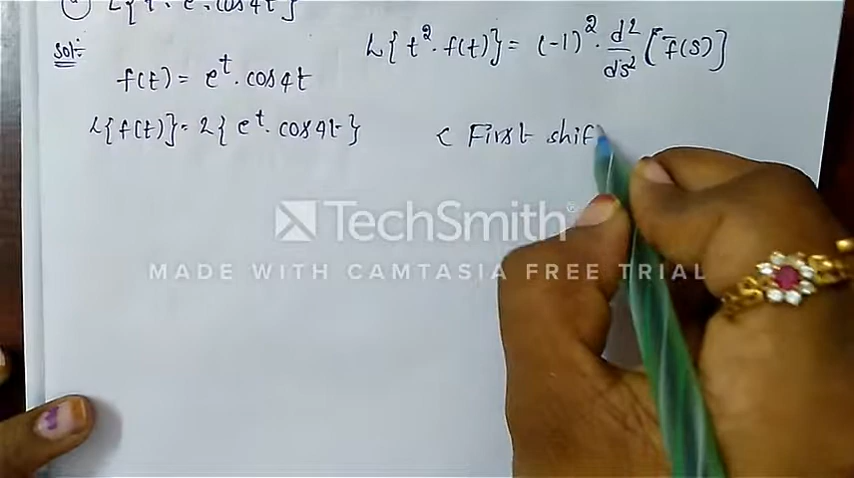 Sol:-
L{ t². f(t)} = (-1)². d²/ds² [f̄(s)]
f(t) = e^t. cos4t
L{f(t)} = L{ e^t. cos4t }
( First shif
TechSmith®
MADE WITH CAMTASIA FREE TRIAL